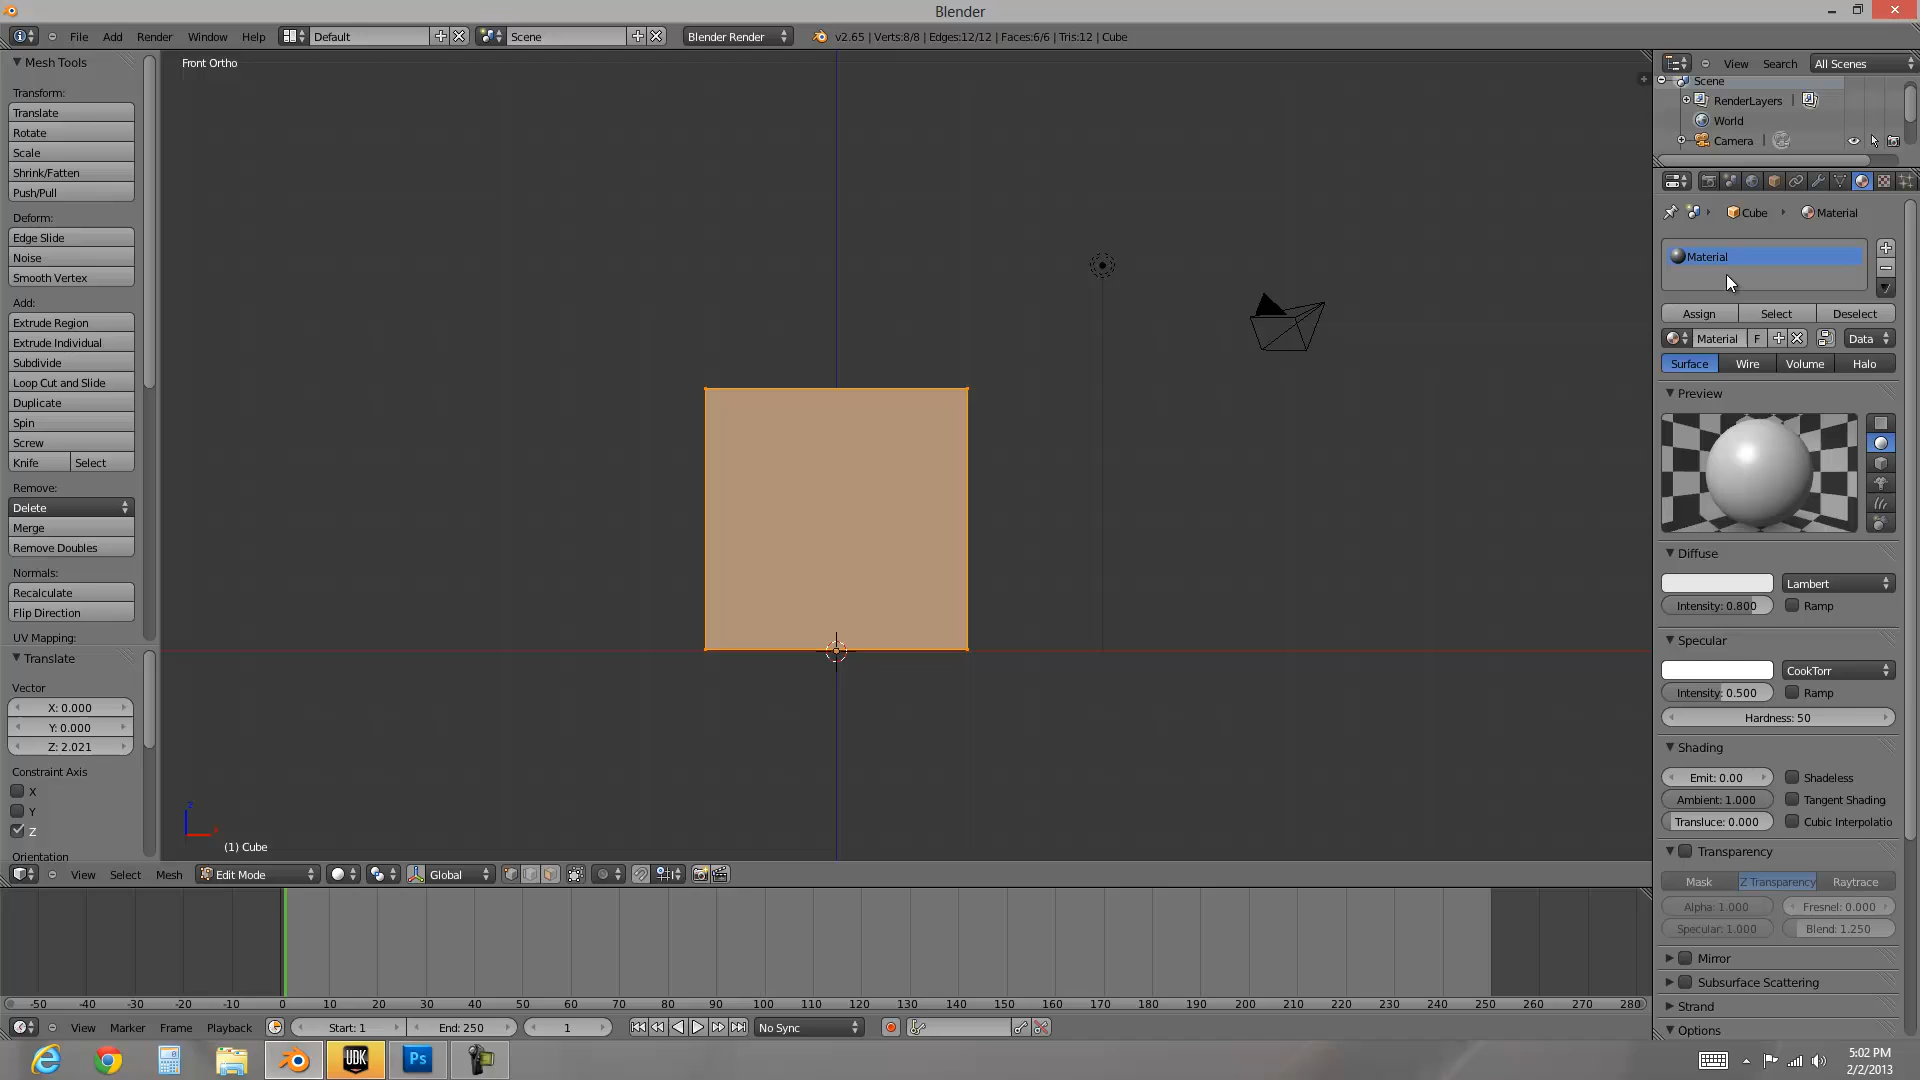 Blender
File Add Render Window Help Default Scene Blender Render v2.65 | Verts:8/8 | Edges:12/12 | Faces:6/6 | Tris:12 | Cube
Mesh Tools
Transform:
Translate
Rotate
Scale
Shrink/Fatten
Push/Pull
Deform:
Edge Slide
Noise
Smooth Vertex
Add:
Extrude Region
Extrude Individual
Subdivide
Loop Cut and Slide
Duplicate
Spin
Screw
Knife Select
Remove:
Delete
Merge
Remove Doubles
Normals:
Recalculate
Flip Direction
UV Mapping:
Translate
Vector
X: 0.000
Y: 0.000
Z: 2.021
Constraint Axis
X
Y
Z
Orientation
Front Ortho
z
x
(1) Cube
View Select Mesh Edit Mode Global
View Search All Scenes
Scene
RenderLayers |
World
Camera |
Cube Material
Material
Assign Select Deselect
Material F Data
Surface Wire Volume Halo
Preview
Diffuse
Lambert
Intensity: 0.800 Ramp
Specular
CookTorr
Intensity: 0.500 Ramp
Hardness: 50
Shading
Emit: 0.00 Shadeless
Ambient: 1.000 Tangent Shading
Transluce: 0.000 Cubic Interpolatio
Transparency
Mask Z Transparency Raytrace
Alpha: 1.000 Fresnel: 0.000
Specular: 1.000 Blend: 1.250
Mirror
Subsurface Scattering
Strand
Options
-50 -40 -30 -20 -10 0 10 20 30 40 50 60 70 80 90 100 110 120 130 140 150 160 170 180 190 200 210 220 230 240 250 260 270 280
View Marker Frame Playback Start: 1 End: 250 1 No Sync
UDK Ps
5:02 PM
2/2/2013